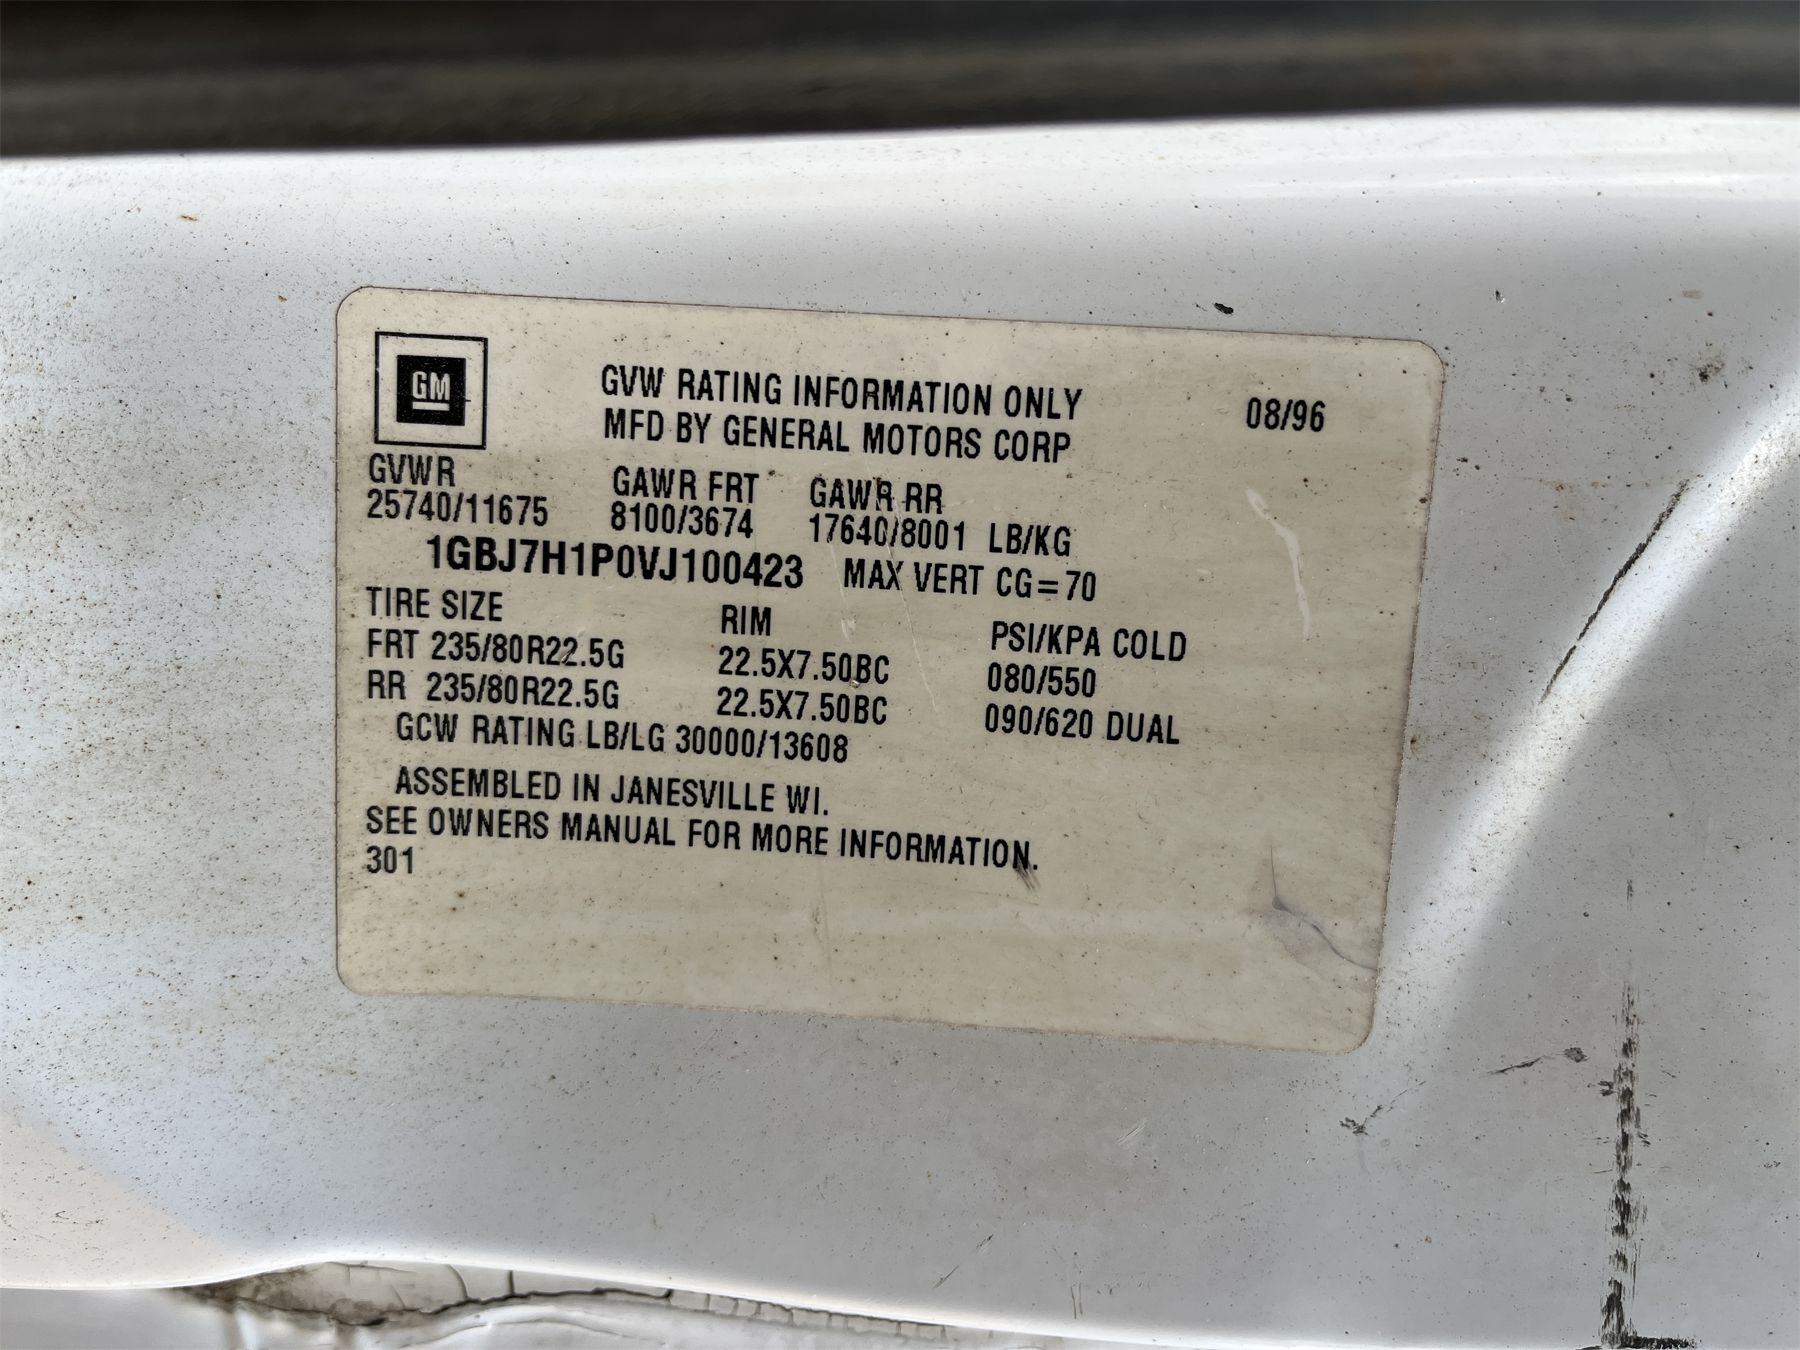 GM
GVW RATING INFORMATION ONLY 08/96
MFD BY GENERAL MOTORS CORP
GVWR GAWR FRT GAWR RR
25740/11675 8100/3674 17640/8001 LB/KG
1GBJ7H1P0VJ100423 MAX VERT CG=70
TIRE SIZE RIM PSI/KPA COLD
FRT 235/80R22.5G 22.5X7.50BC 080/550
RR 235/80R22.5G 22.5X7.50BC 090/620 DUAL
GCW RATING LB/LG 30000/13608
ASSEMBLED IN JANESVILLE WI.
SEE OWNERS MANUAL FOR MORE INFORMATION.
301